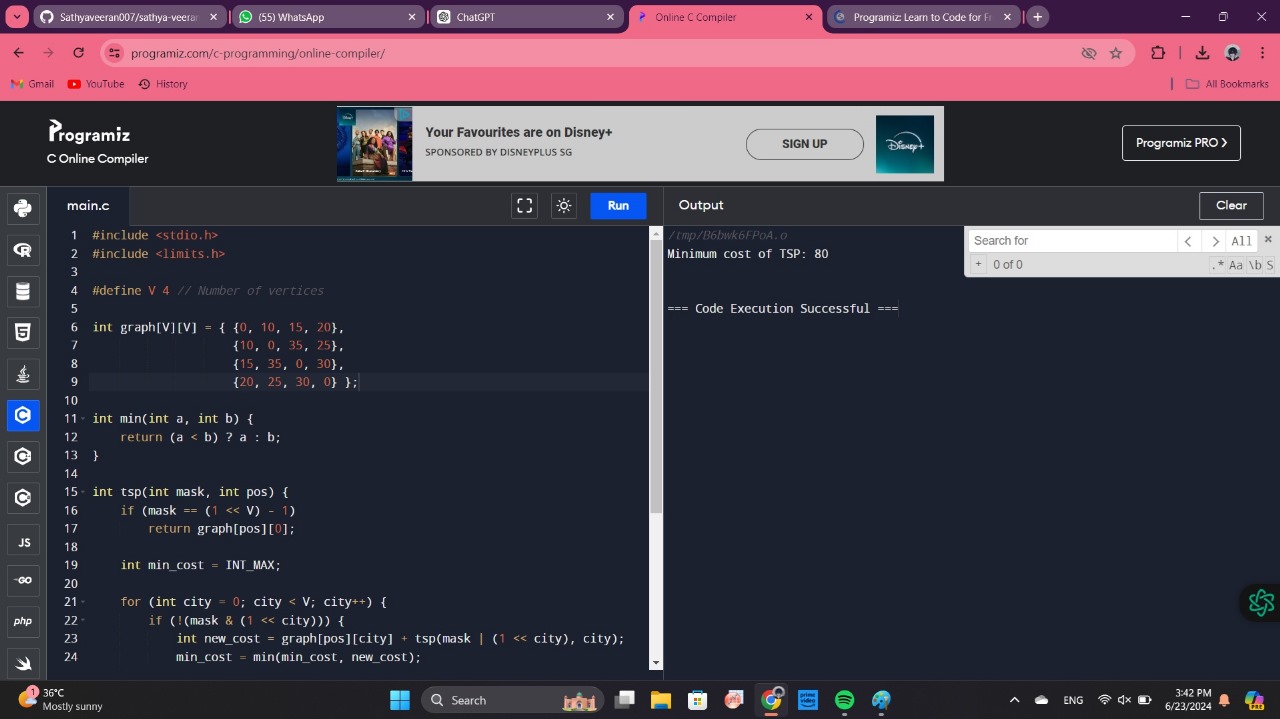 Sathyaveeran007/sathya-veeran
(55) WhatsApp
ChatGPT
Online C Compiler
Programiz: Learn to Code for Fr
programiz.com/c-programming/online-compiler/
Gmail
YouTube
History
All Bookmarks
Programiz
C Online Compiler
Your Favourites are on Disney+
SPONSORED BY DISNEYPLUS SG
SIGN UP
Disney+
Programiz PRO
main.c
Run
1 #include <stdio.h>
2 #include <limits.h>
3
4 #define V 4 // Number of vertices
5
6 int graph[V][V] = { {0, 10, 15, 20},
7 {10, 0, 35, 25},
8 {15, 35, 0, 30},
9 {20, 25, 30, 0} };
10
11 int min(int a, int b) {
12 return (a < b) ? a : b;
13 }
14
15 int tsp(int mask, int pos) {
16 if (mask == (1 << V) - 1)
17 return graph[pos][0];
18
19 int min_cost = INT_MAX;
20
21 for (int city = 0; city < V; city++) {
22 if (!(mask & (1 << city))) {
23 int new_cost = graph[pos][city] + tsp(mask | (1 << city), city);
24 min_cost = min(min_cost, new_cost);
JS
GO
php
Output
Clear
/tmp/B6bwk6FPoA.o
Minimum cost of TSP: 80
=== Code Execution Successful ===
Search for
All
+ 0 of 0
.* Aa \b S
1
36°C
Mostly sunny
Search
prime video
ENG
3:42 PM
6/23/2024